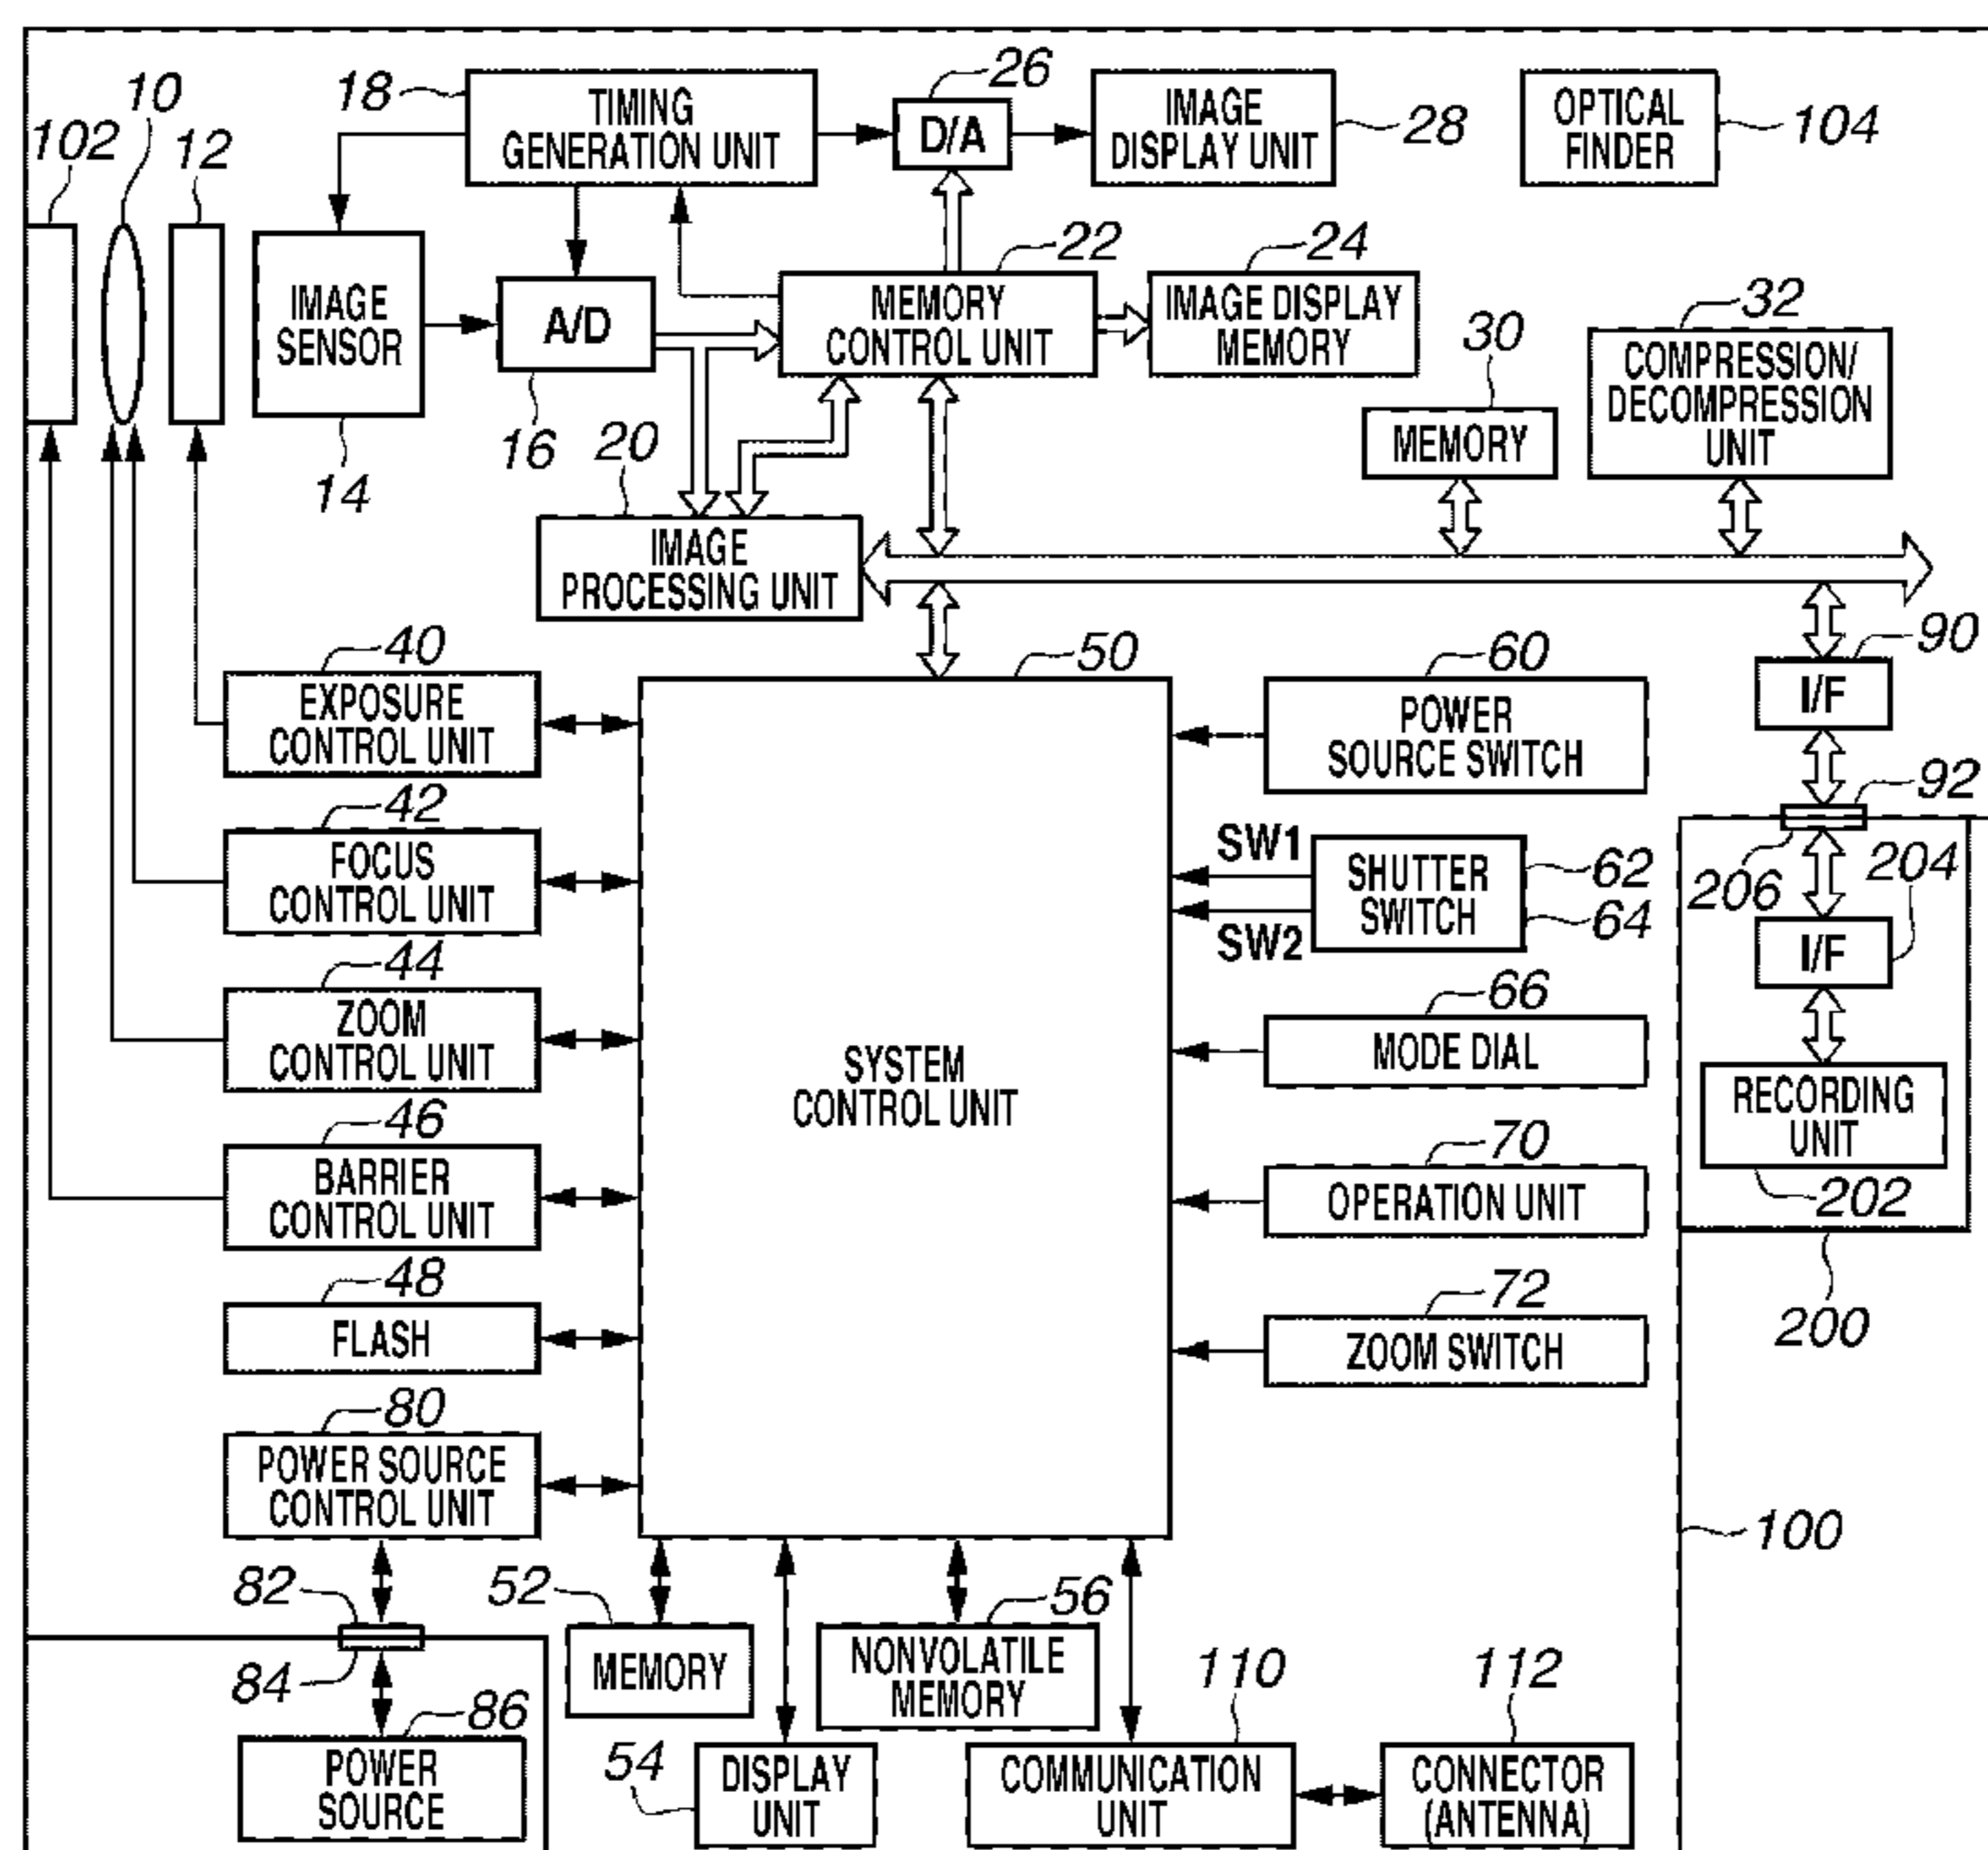 102
10
12
18
TIMING
GENERATION UNIT
26
D/A
IMAGE
DISPLAY UNIT
28
OPTICAL
FINDER
104
IMAGE
SENSOR
14
A/D
16
22
MEMORY
CONTROL UNIT
24
IMAGE DISPLAY
MEMORY
30
MEMORY
32
COMPRESSION/
DECOMPRESSION
UNIT
20
IMAGE
PROCESSING UNIT
40
EXPOSURE
CONTROL UNIT
42
FOCUS
CONTROL UNIT
44
ZOOM
CONTROL UNIT
46
BARRIER
CONTROL UNIT
48
FLASH
80
POWER SOURCE
CONTROL UNIT
82
84
86
POWER
SOURCE
50
SYSTEM
CONTROL UNIT
60
POWER
SOURCE SWITCH
SW1
SW2
SHUTTER
SWITCH
62
64
66
MODE DIAL
70
OPERATION UNIT
72
ZOOM SWITCH
90
I/F
92
206
204
I/F
RECORDING
UNIT
202
200
100
52
MEMORY
54
DISPLAY
UNIT
56
NONVOLATILE
MEMORY
110
COMMUNICATION
UNIT
112
CONNECTOR
(ANTENNA)